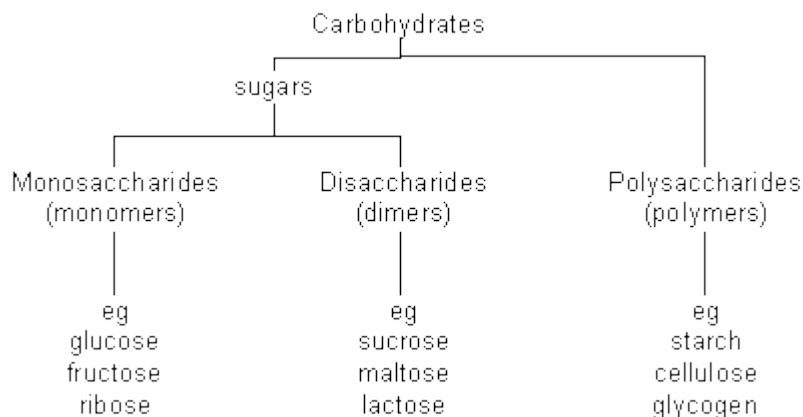 Carbohydrates
sugars
Monosaccharides
(monomers)
Disaccharides
(dimers)
Polysaccharides
(polymers)
eg
glucose
fructose
ribose
eg
sucrose
maltose
lactose
eg
starch
cellulose
glycogen